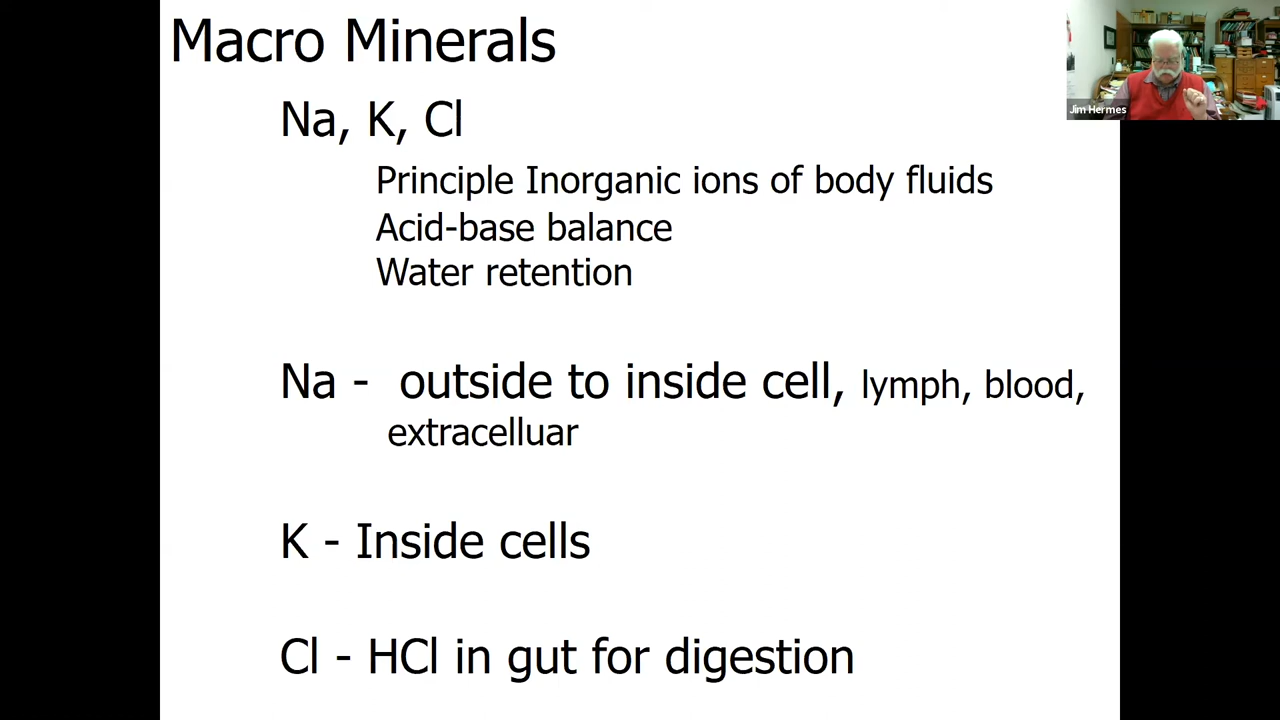 Macro Minerals
Jim Hermes
Na, K, Cl
Principle Inorganic ions of body fluids
Acid-base balance
Water retention
Na - outside to inside cell, lymph, blood,
extracelluar
K - Inside cells
Cl - HCl in gut for digestion